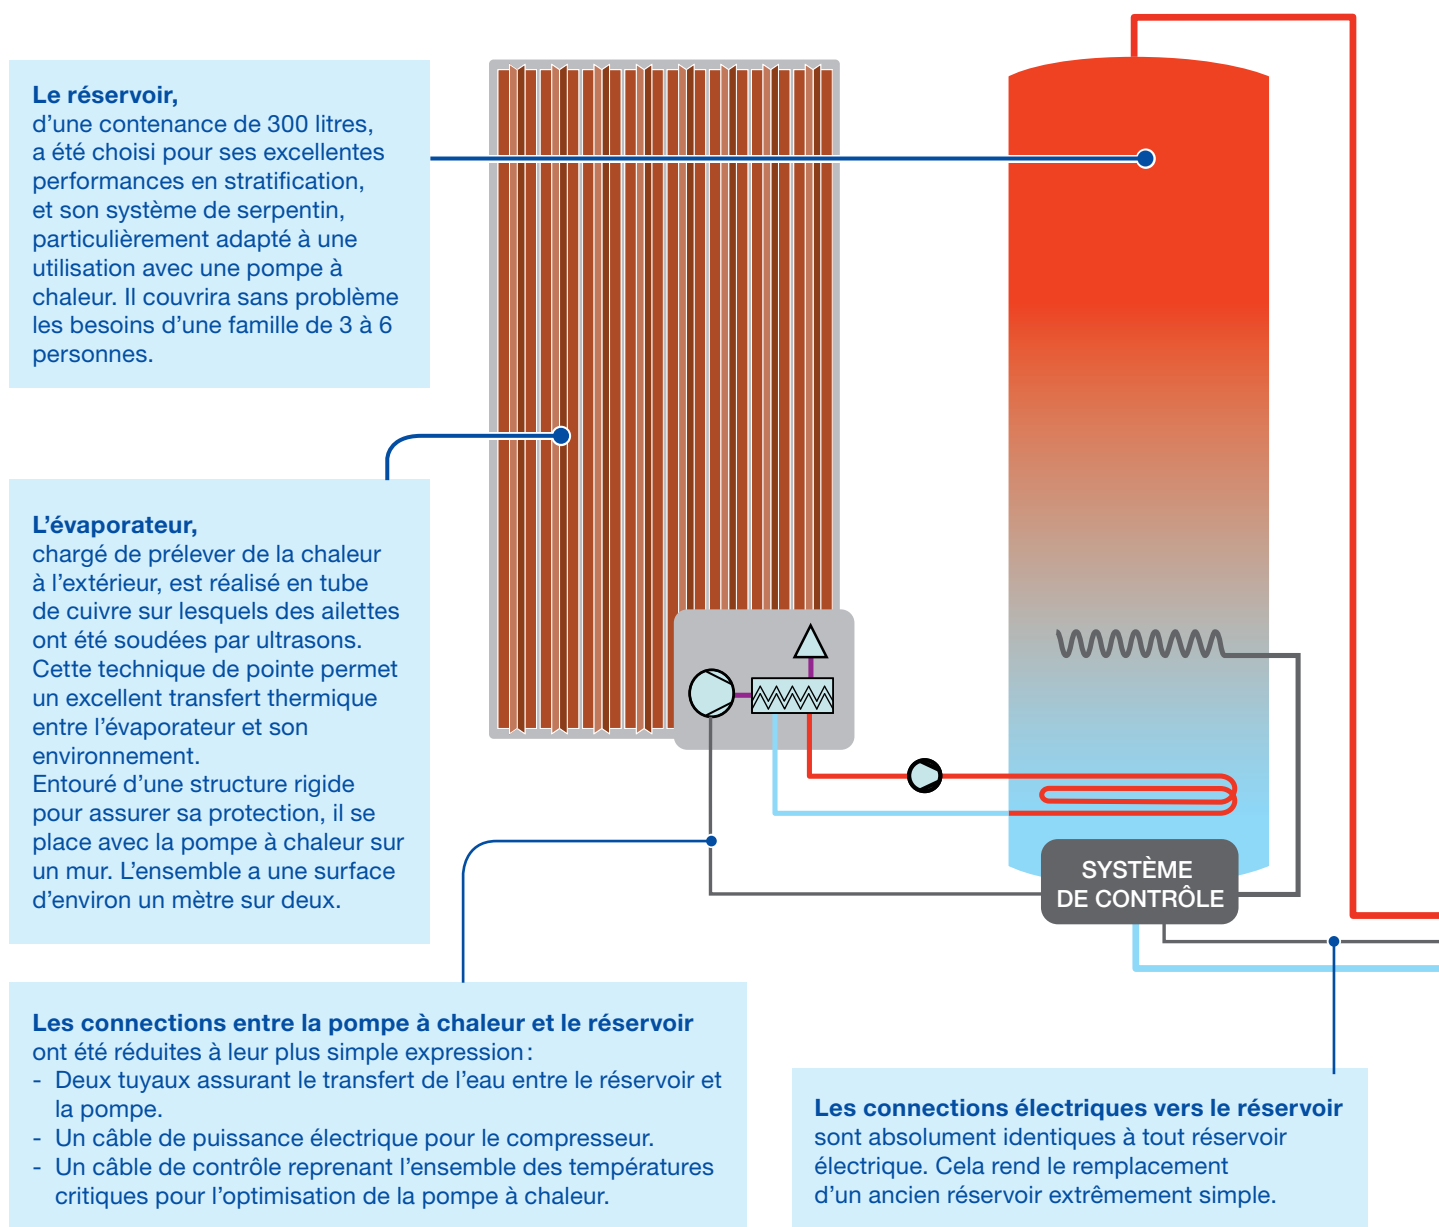 Le réservoir,
d’une contenance de 300 litres,
a été choisi pour ses excellentes
performances en stratification,
et son système de serpentin,
particulièrement adapté à une
utilisation avec une pompe à
chaleur. Il couvrira sans problème
les besoins d’une famille de 3 à 6
personnes.
L’évaporateur,
chargé de prélever de la chaleur
à l’extérieur, est réalisé en tube
de cuivre sur lesquels des ailettes
ont été soudées par ultrasons.
Cette technique de pointe permet
un excellent transfert thermique
entre l’évaporateur et son
environnement.
Entouré d’une structure rigide
pour assurer sa protection, il se
place avec la pompe à chaleur sur
un mur. L’ensemble a une surface
d’environ un mètre sur deux.
SYSTÈME
DE CONTRÔLE
Les connections entre la pompe à chaleur et le réservoir
ont été réduites à leur plus simple expression :
- Deux tuyaux assurant le transfert de l’eau entre le réservoir et
la pompe.
- Un câble de puissance électrique pour le compresseur.
- Un câble de contrôle reprenant l’ensemble des températures
critiques pour l’optimisation de la pompe à chaleur.
Les connections électriques vers le réservoir
sont absolument identiques à tout réservoir
électrique. Cela rend le remplacement
d’un ancien réservoir extrêmement simple.